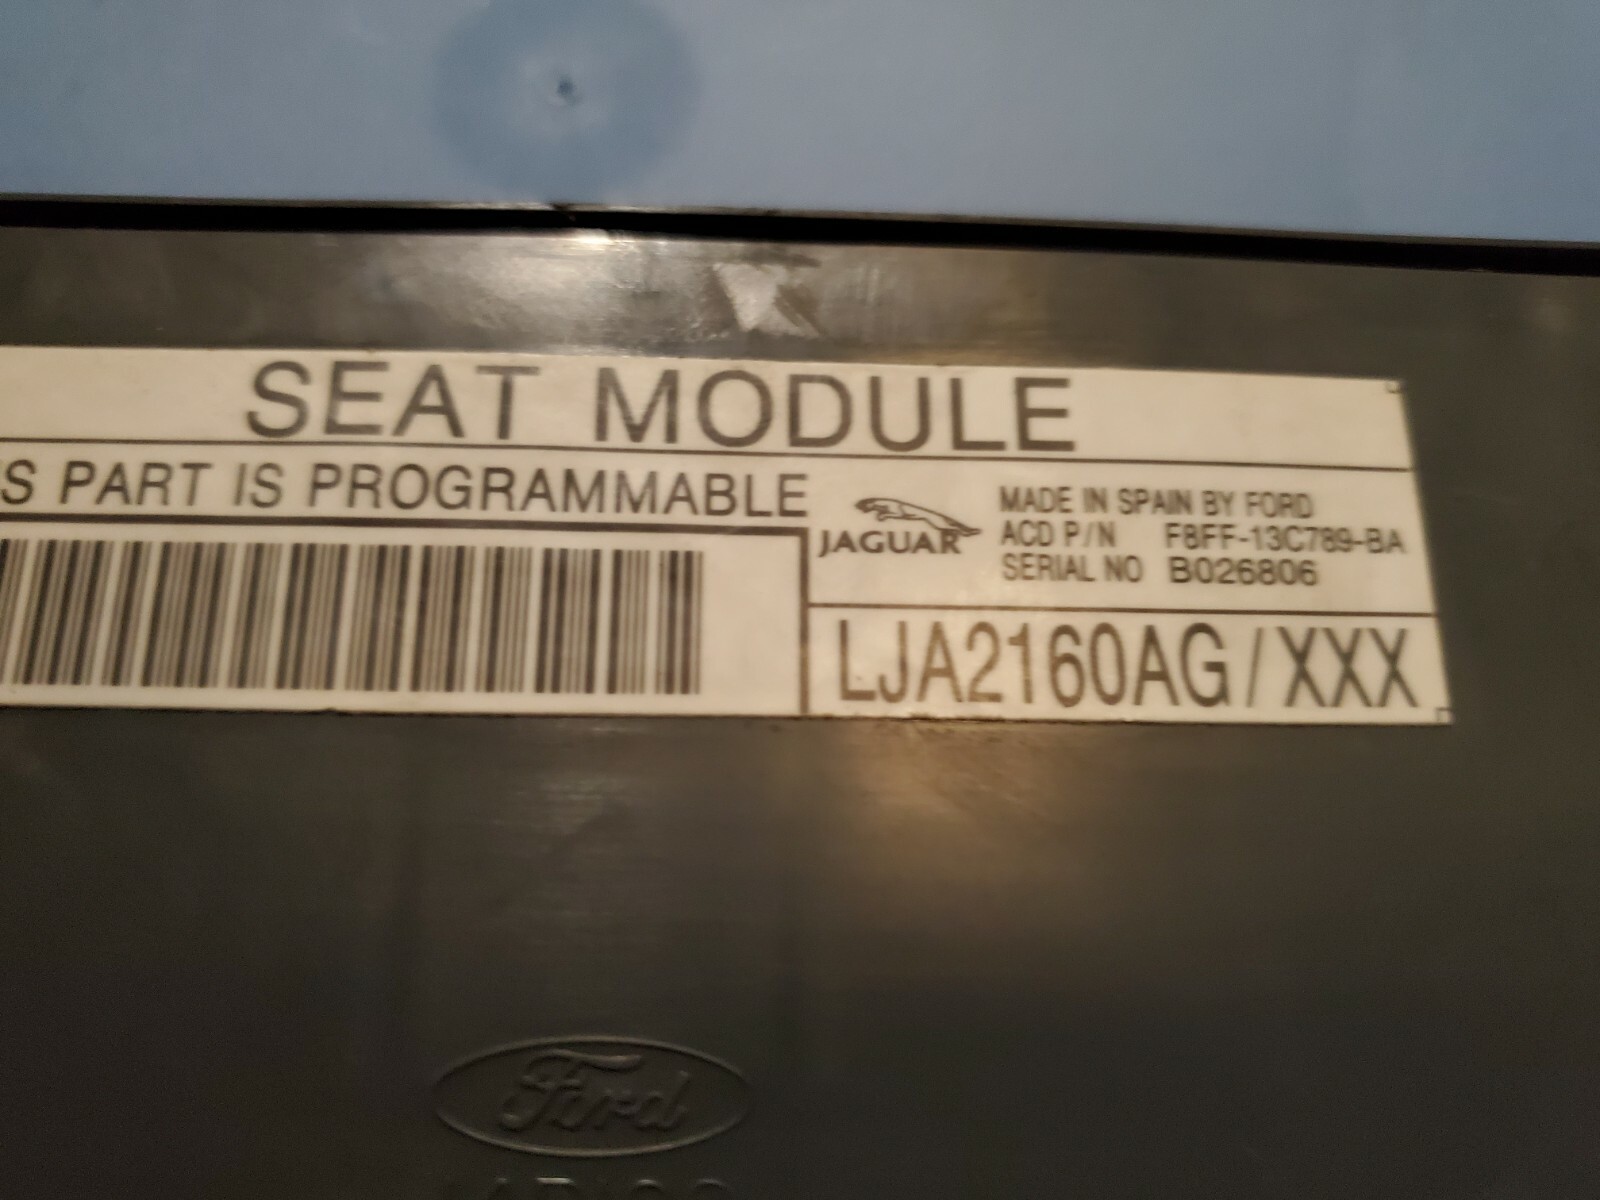 SEAT MODULE
S PART IS PROGRAMMABLE
JAGUAR
MADE IN SPAIN BY FORD
ACD P/N F8FF-13C789-BA
SERIAL NO B026806
LJA2160AG/XXX
Ford